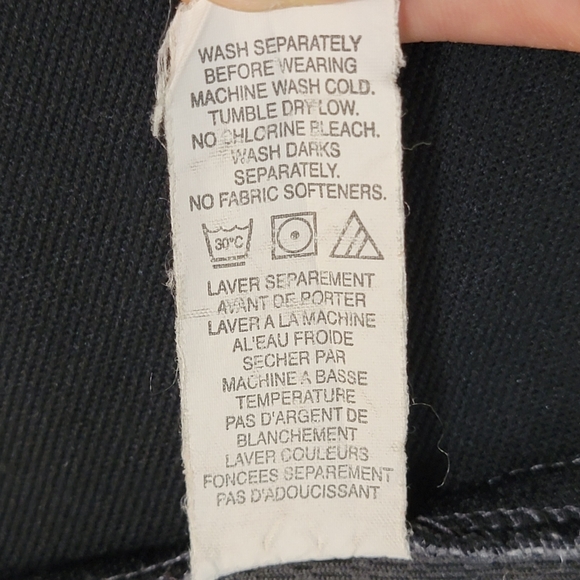 WASH SEPARATELY
BEFORE WEARING
MACHINE WASH COLD.
TUMBLE DRY LOW.
NO CHLORINE BLEACH.
WASH DARKS
SEPARATELY.
NO FABRIC SOFTENERS.
30°C
LAVER SEPAREMENT
AVANT DE PORTER
LAVER A LA MACHINE
AL'EAU FROIDE
SECHER PAR
MACHINE A BASSE
TEMPERATURE
PAS D'ARGENT DE
BLANCHEMENT
LAVER COULEURS
FONCEES SEPAREMENT
PAS D'ADOUCISSANT